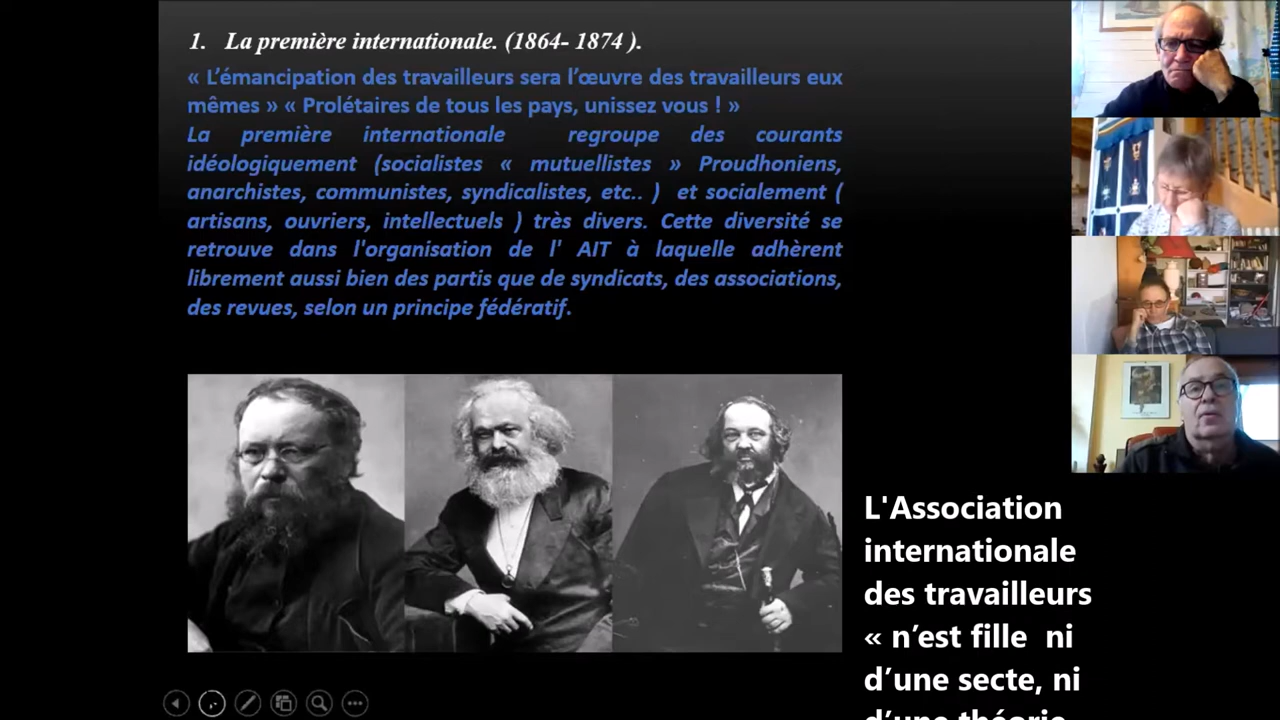 1. La première internationale. (1864- 1874 ).
« L’émancipation des travailleurs sera l’œuvre des travailleurs eux
mêmes » « Prolétaires de tous les pays, unissez vous ! »
La première internationale regroupe des courants
idéologiquement (socialistes « mutuellistes » Proudhoniens,
anarchistes, communistes, syndicalistes, etc.. ) et socialement (
artisans, ouvriers, intellectuels ) très divers. Cette diversité se
retrouve dans l'organisation de l' AIT à laquelle adhèrent
librement aussi bien des partis que de syndicats, des associations,
des revues, selon un principe fédératif.
L'Association
internationale
des travailleurs
« n’est fille ni
d’une secte, ni
d’une théorie